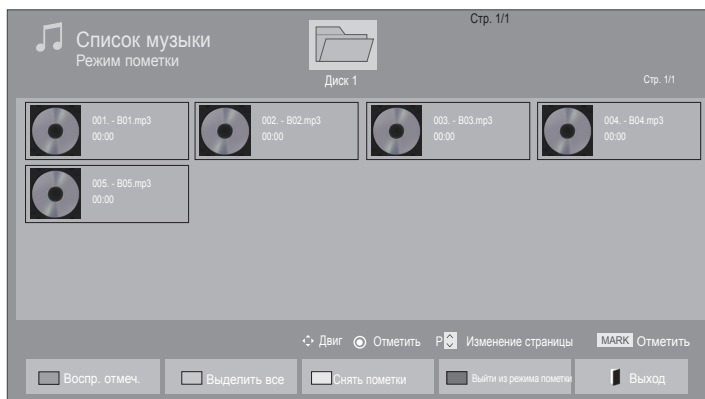 Стр. 1/1
Список музыки
Режим пометки
Диск 1
Стр. 1/1
001. - B01.mp3
00:00
002. - B02.mp3
00:00
003. - B03.mp3
00:00
004. - B04.mp3
00:00
005. - B05.mp3
00:00
Двиг Отметить P Изменение страницы MARK Отметить
Воспр. отмеч. Выделить все Снять пометки Выйти из режима пометки Выход